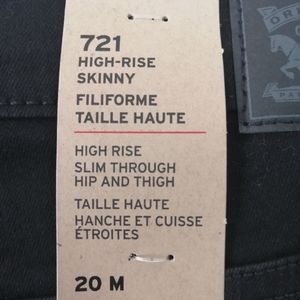 721
HIGH-RISE
SKINNY
FILIFORME
TAILLE HAUTE
HIGH RISE
SLIM THROUGH
HIP AND THIGH
TAILLE HAUTE
HANCHE ET CUISSE
ÉTROITES
20 M